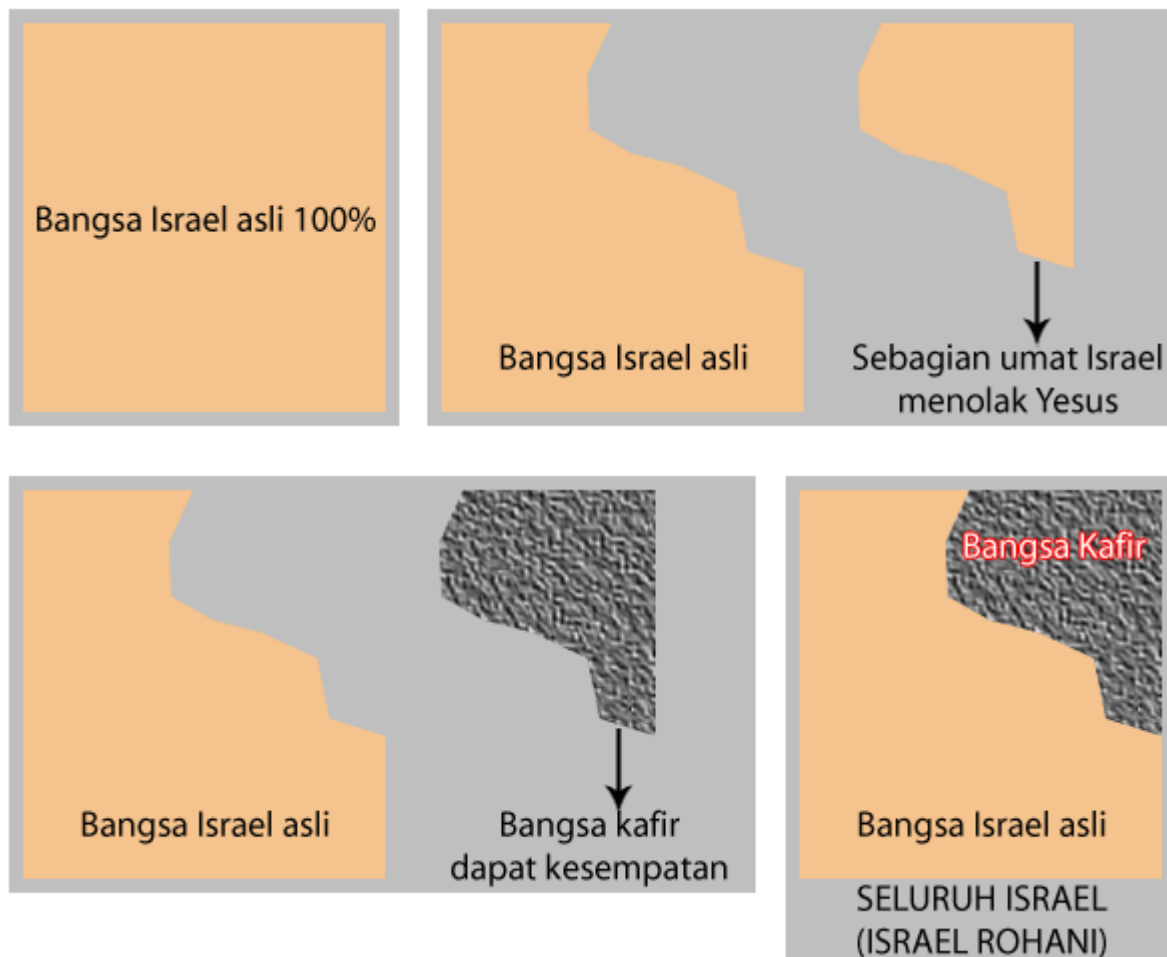 Bangsa Israel asli 100%
Bangsa Israel asli
Sebagian umat Israel
menolak Yesus
Bangsa Israel asli
Bangsa kafir
dapat kesempatan
Bangsa Kafir
Bangsa Israel asli
SELURUH ISRAEL
(ISRAEL ROHANI)